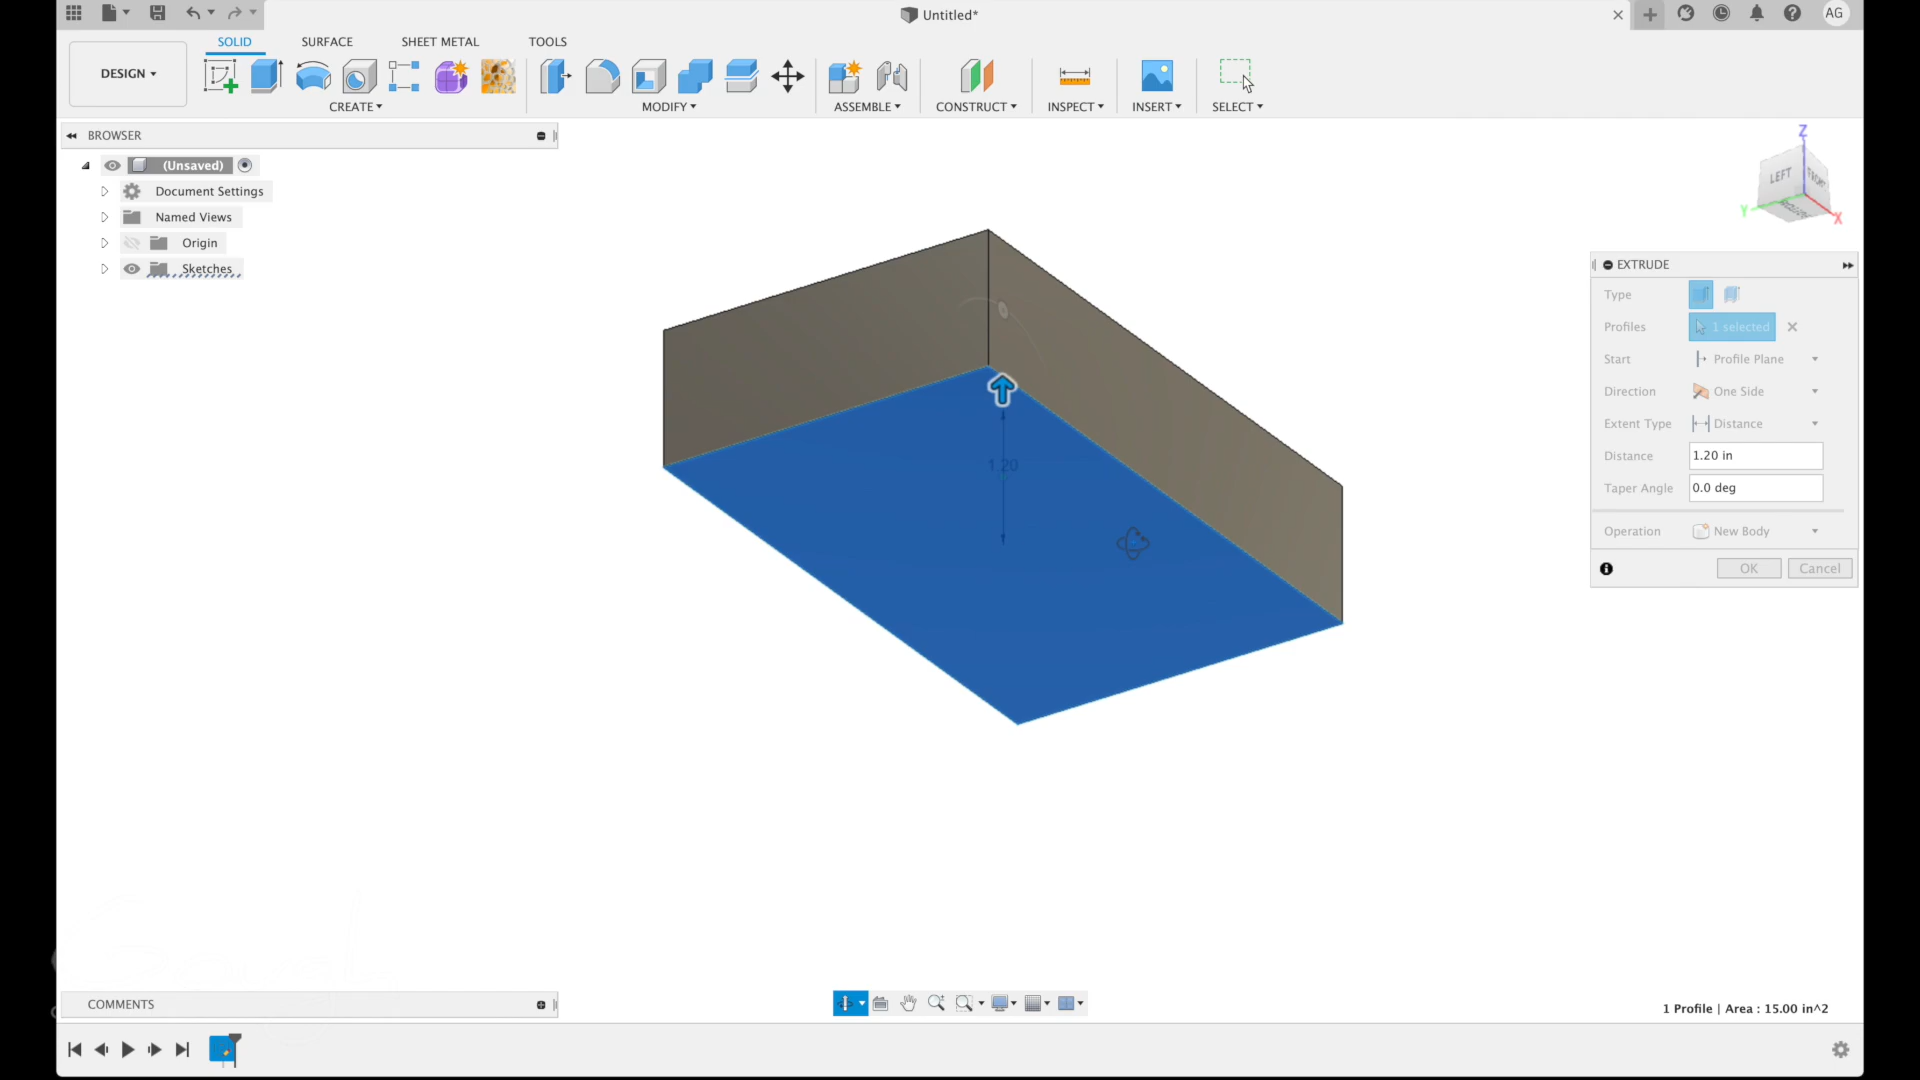 Untitled*
AG
SOLID
SURFACE
SHEET METAL
TOOLS
DESIGN
CREATE
MODIFY
ASSEMBLE
CONSTRUCT
INSPECT
INSERT
SELECT
BROWSER
(Unsaved)
Document Settings
Named Views
Origin
Sketches
Z
LEFT
FRONT
BOTTOM
Y
X
EXTRUDE
Type
Profiles
1 selected
Start
Profile Plane
Direction
One Side
Extent Type
Distance
Distance
1.20 in
Taper Angle
0.0 deg
Operation
New Body
OK
Cancel
1.20
COMMENTS
1 Profile | Area : 15.00 in^2